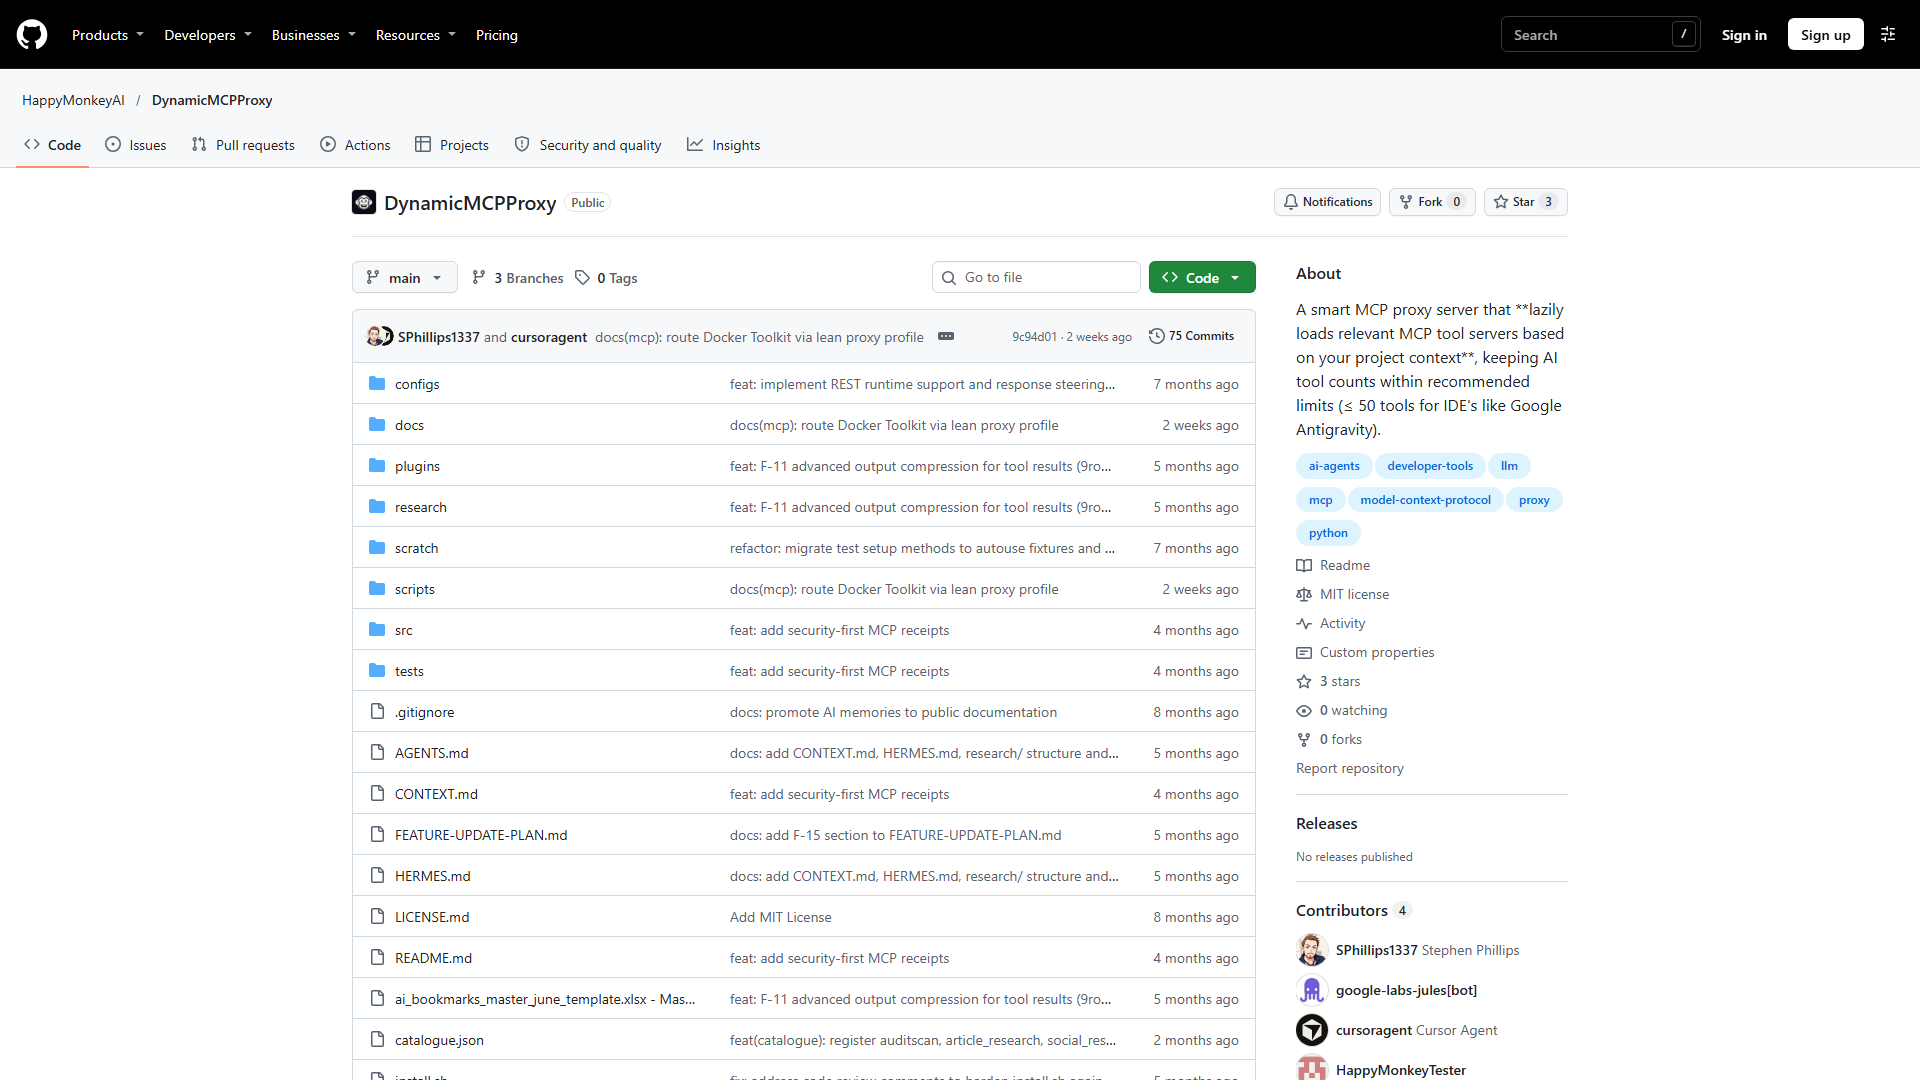 Products
Developers
Businesses
Resources
Pricing
Search
/
Sign in
Sign up
HappyMonkeyAI / DynamicMCPProxy
Code
Issues
Pull requests
Actions
Projects
Security and quality
Insights
DynamicMCPProxy
Public
Notifications
Fork 0
Star 3
main
3 Branches
0 Tags
Go to file
Code
SPhillips1337 and cursoragent docs(mcp): route Docker Toolkit via lean proxy profile
9c94d01 · 2 weeks ago
75 Commits
configs feat: implement REST runtime support and response steering... 7 months ago
docs docs(mcp): route Docker Toolkit via lean proxy profile 2 weeks ago
plugins feat: F-11 advanced output compression for tool results (9ro... 5 months ago
research feat: F-11 advanced output compression for tool results (9ro... 5 months ago
scratch refactor: migrate test setup methods to autouse fixtures and ... 7 months ago
scripts docs(mcp): route Docker Toolkit via lean proxy profile 2 weeks ago
src feat: add security-first MCP receipts 4 months ago
tests feat: add security-first MCP receipts 4 months ago
.gitignore docs: promote AI memories to public documentation 8 months ago
AGENTS.md docs: add CONTEXT.md, HERMES.md, research/ structure and... 5 months ago
CONTEXT.md feat: add security-first MCP receipts 4 months ago
FEATURE-UPDATE-PLAN.md docs: add F-15 section to FEATURE-UPDATE-PLAN.md 5 months ago
HERMES.md docs: add CONTEXT.md, HERMES.md, research/ structure and... 5 months ago
LICENSE.md Add MIT License 8 months ago
README.md feat: add security-first MCP receipts 4 months ago
ai_bookmarks_master_june_template.xlsx - Mas... feat: F-11 advanced output compression for tool results (9ro... 5 months ago
catalogue.json feat(catalogue): register auditscan, article_research, social_res... 2 months ago
install.sh fix: address code review comments to harden install.sh again... 5 months ago
About
A smart MCP proxy server that **lazily
loads relevant MCP tool servers based
on your project context**, keeping AI
tool counts within recommended
limits (≤ 50 tools for IDE's like Google
Antigravity).
ai-agents
developer-tools
llm
mcp
model-context-protocol
proxy
python
Readme
MIT license
Activity
Custom properties
3 stars
0 watching
0 forks
Report repository
Releases
No releases published
Contributors 4
SPhillips1337 Stephen Phillips
google-labs-jules[bot]
cursoragent Cursor Agent
HappyMonkeyTester